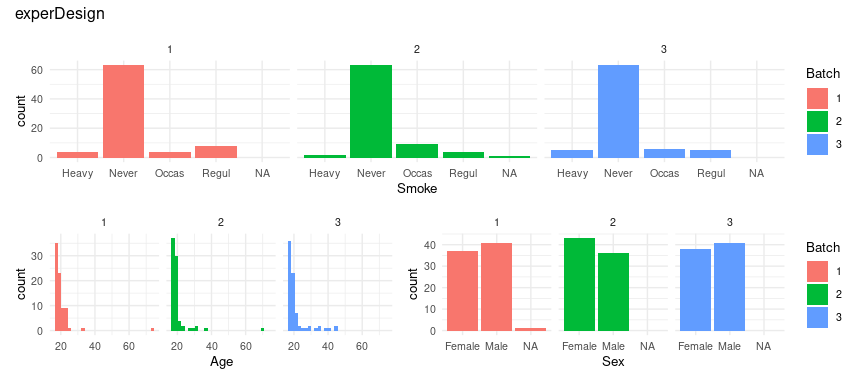 experDesign
1 2 3
60
40
20
0
count
Heavy Never Occas Regul NA Heavy Never Occas Regul NA Heavy Never Occas Regul NA
Smoke
Batch
1
2
3
1 2 3
30
20
10
0
count
20 40 60 20 40 60 20 40 60
Age
1 2 3
40
30
20
10
0
count
Female Male NA Female Male NA Female Male NA
Sex
Batch
1
2
3